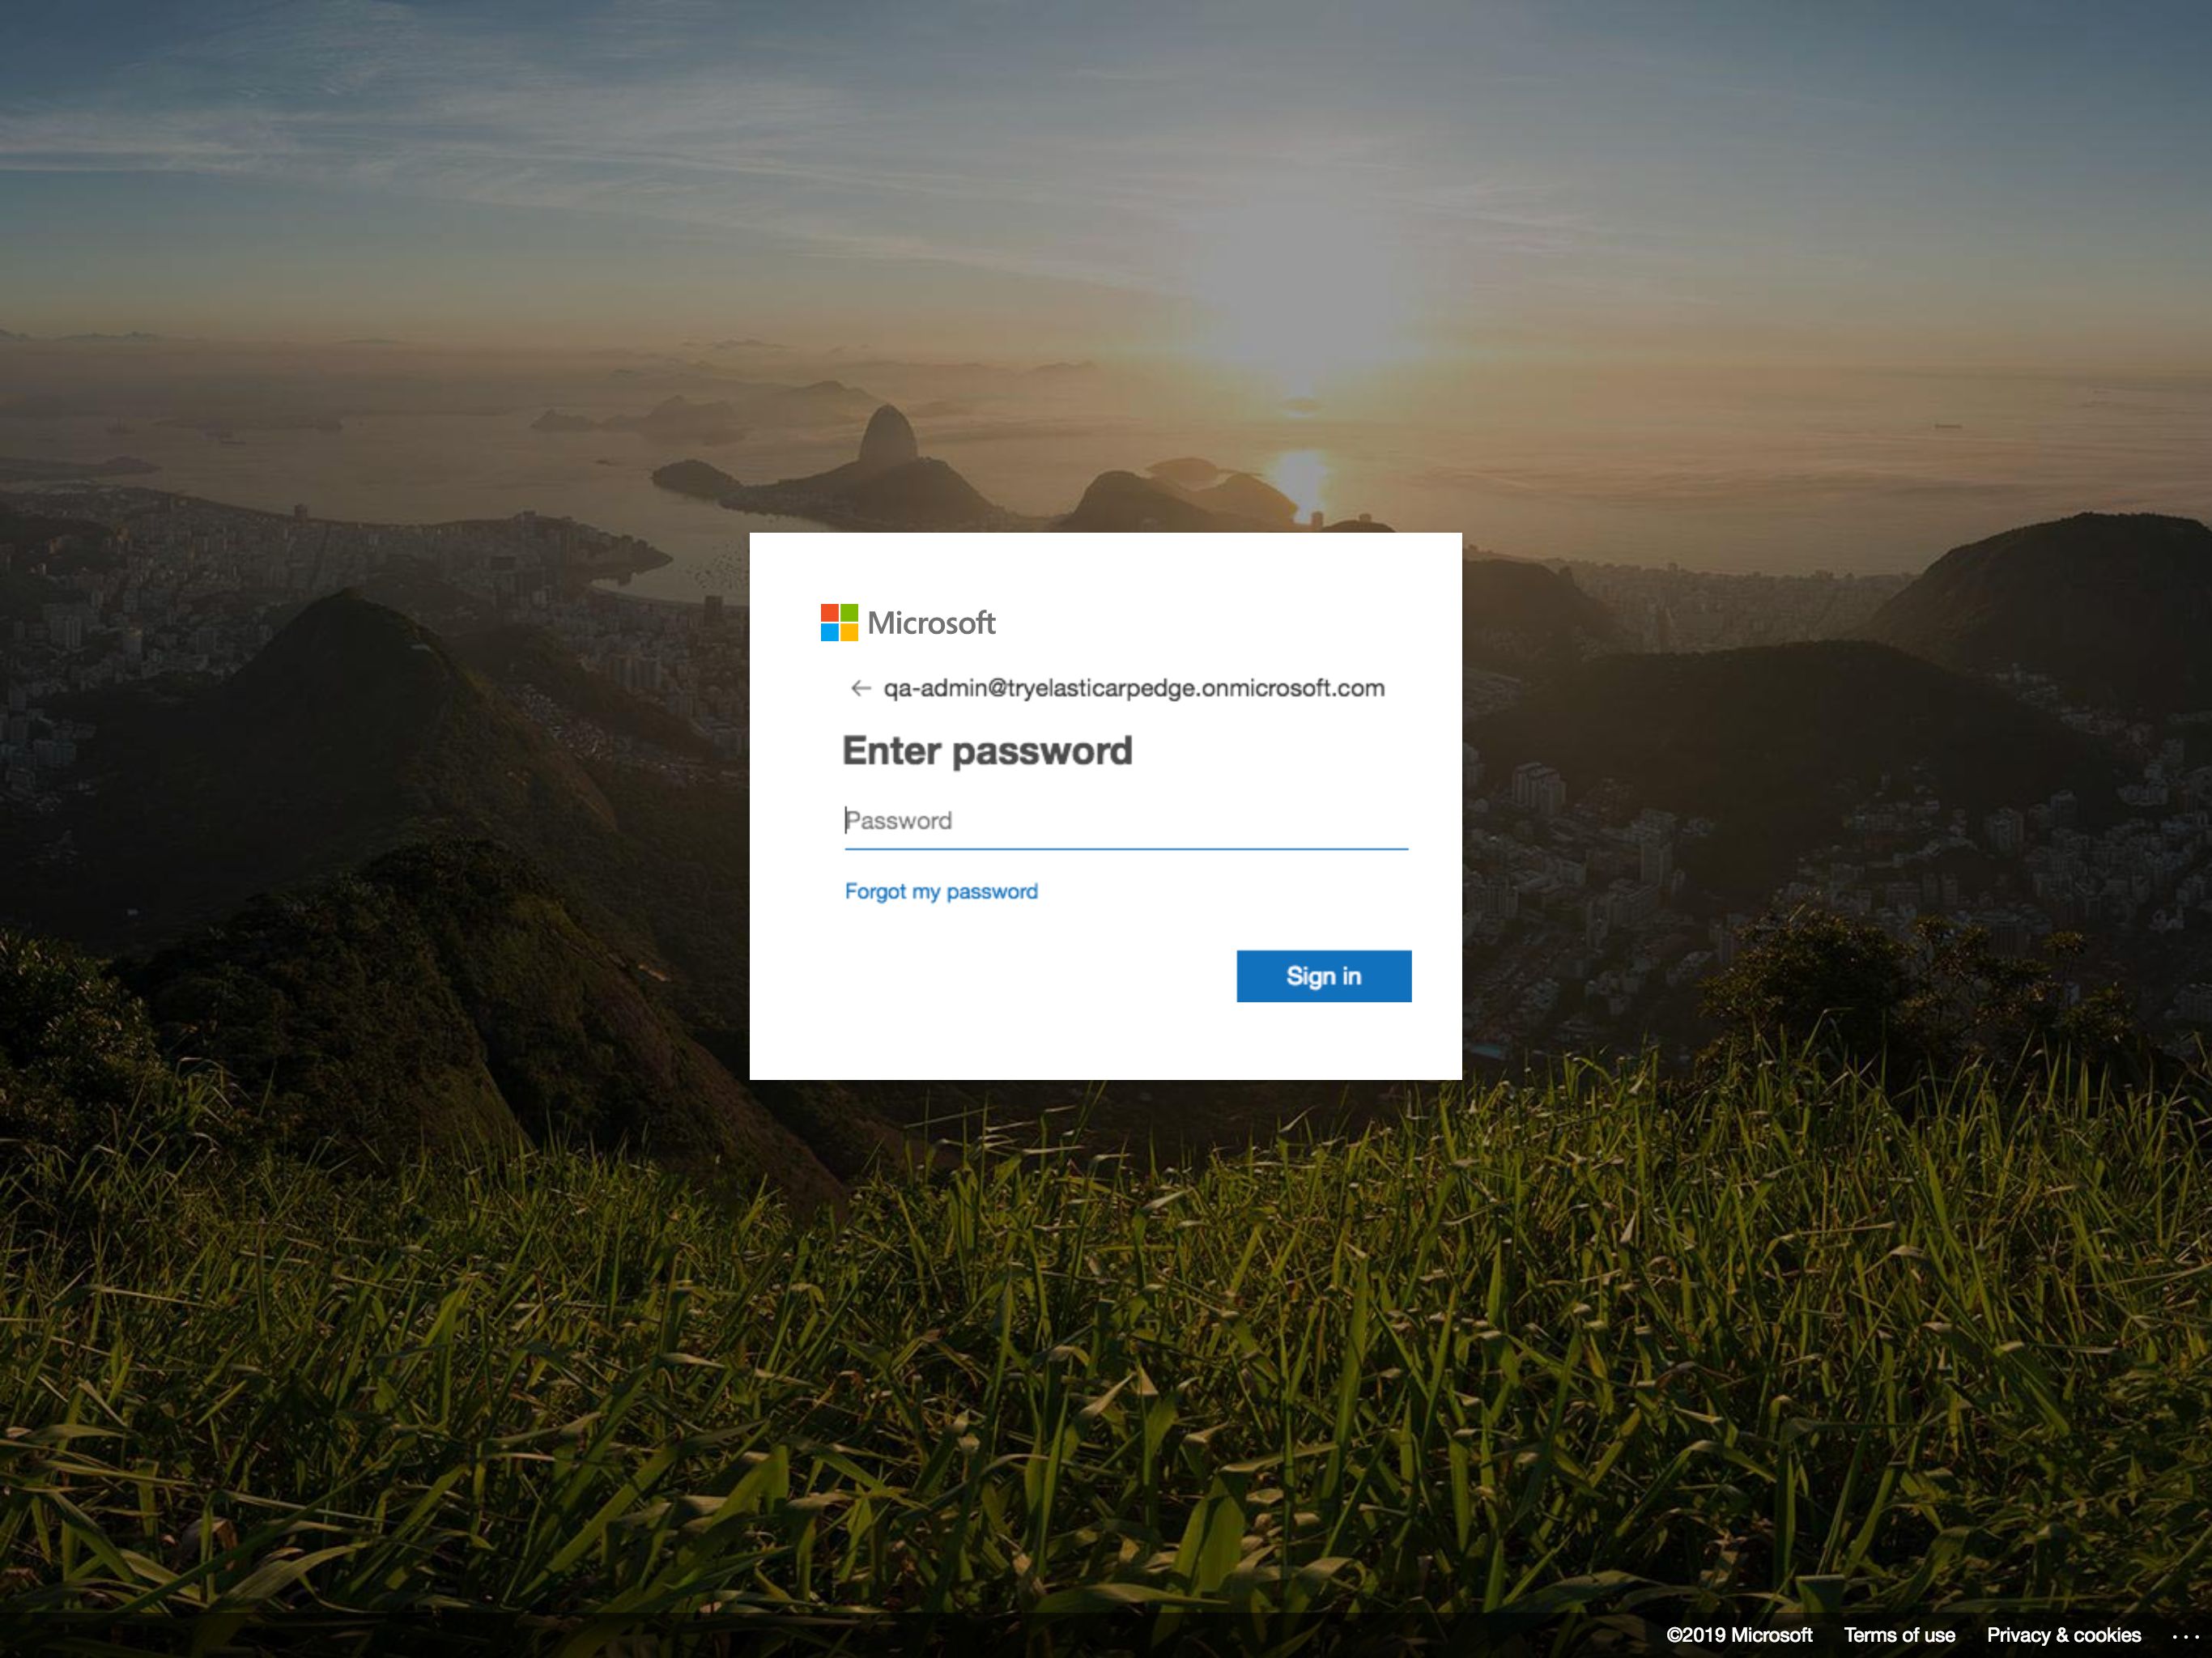 Microsoft
← qa-admin@tryelasticarpedge.onmicrosoft.com
Enter password
Password
Forgot my password
Sign in
©2019 Microsoft Terms of use Privacy & cookies ...